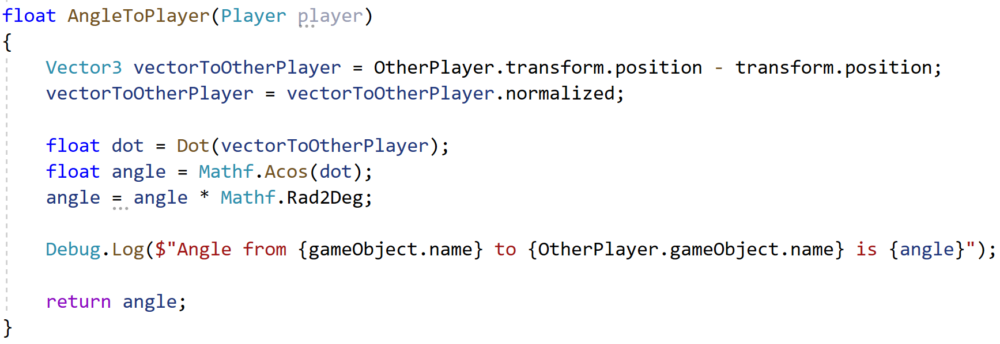 float AngleToPlayer(Player player)
{
    Vector3 vectorToOtherPlayer = OtherPlayer.transform.position - transform.position;
    vectorToOtherPlayer = vectorToOtherPlayer.normalized;
    float dot = Dot(vectorToOtherPlayer);
    float angle = Mathf.Acos(dot);
    angle = angle * Mathf.Rad2Deg;
    Debug.Log($"Angle from {gameObject.name} to {OtherPlayer.gameObject.name} is {angle}");
    return angle;
}